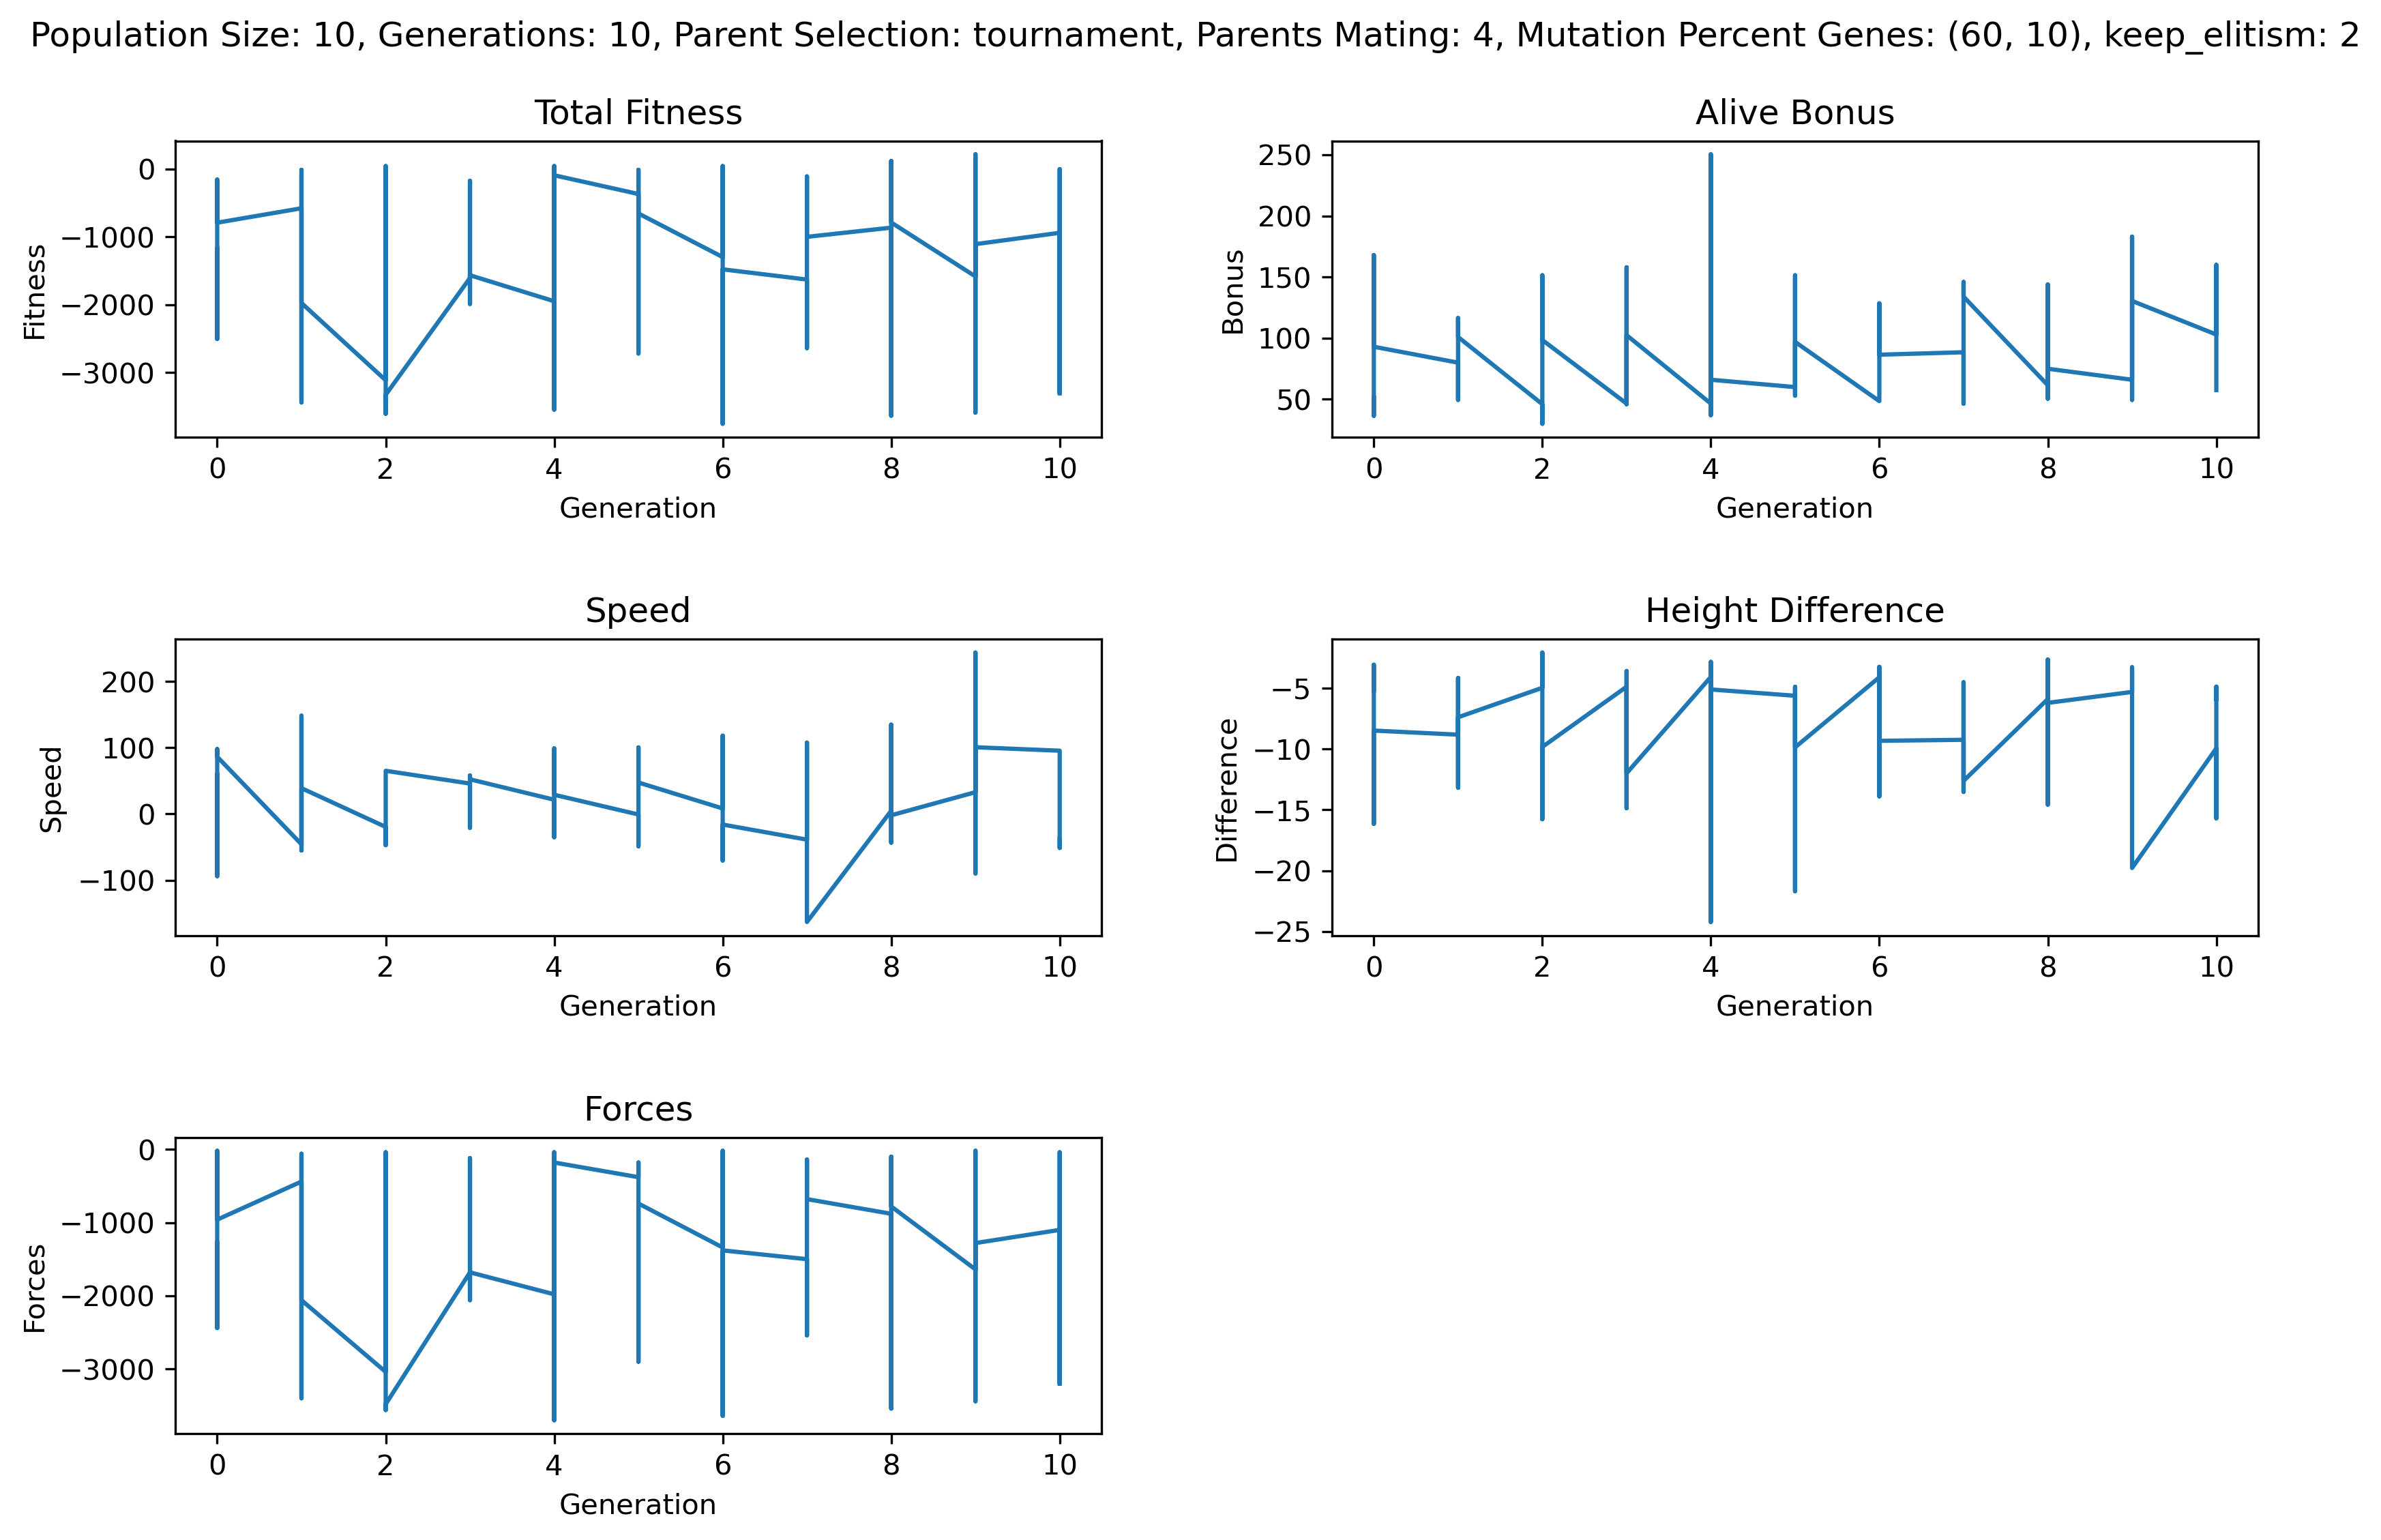 Population Size: 10, Generations: 10, Parent Selection: tournament, Parents Mating: 4, Mutation Percent Genes: (60, 10), keep_elitism: 2
Total Fitness
Fitness
0
−1000
−2000
−3000
0 2 4 6 8 10
Generation
Alive Bonus
Bonus
250
200
150
100
50
0 2 4 6 8 10
Generation
Speed
Speed
200
100
0
−100
0 2 4 6 8 10
Generation
Height Difference
Difference
−5
−10
−15
−20
−25
0 2 4 6 8 10
Generation
Forces
Forces
0
−1000
−2000
−3000
0 2 4 6 8 10
Generation